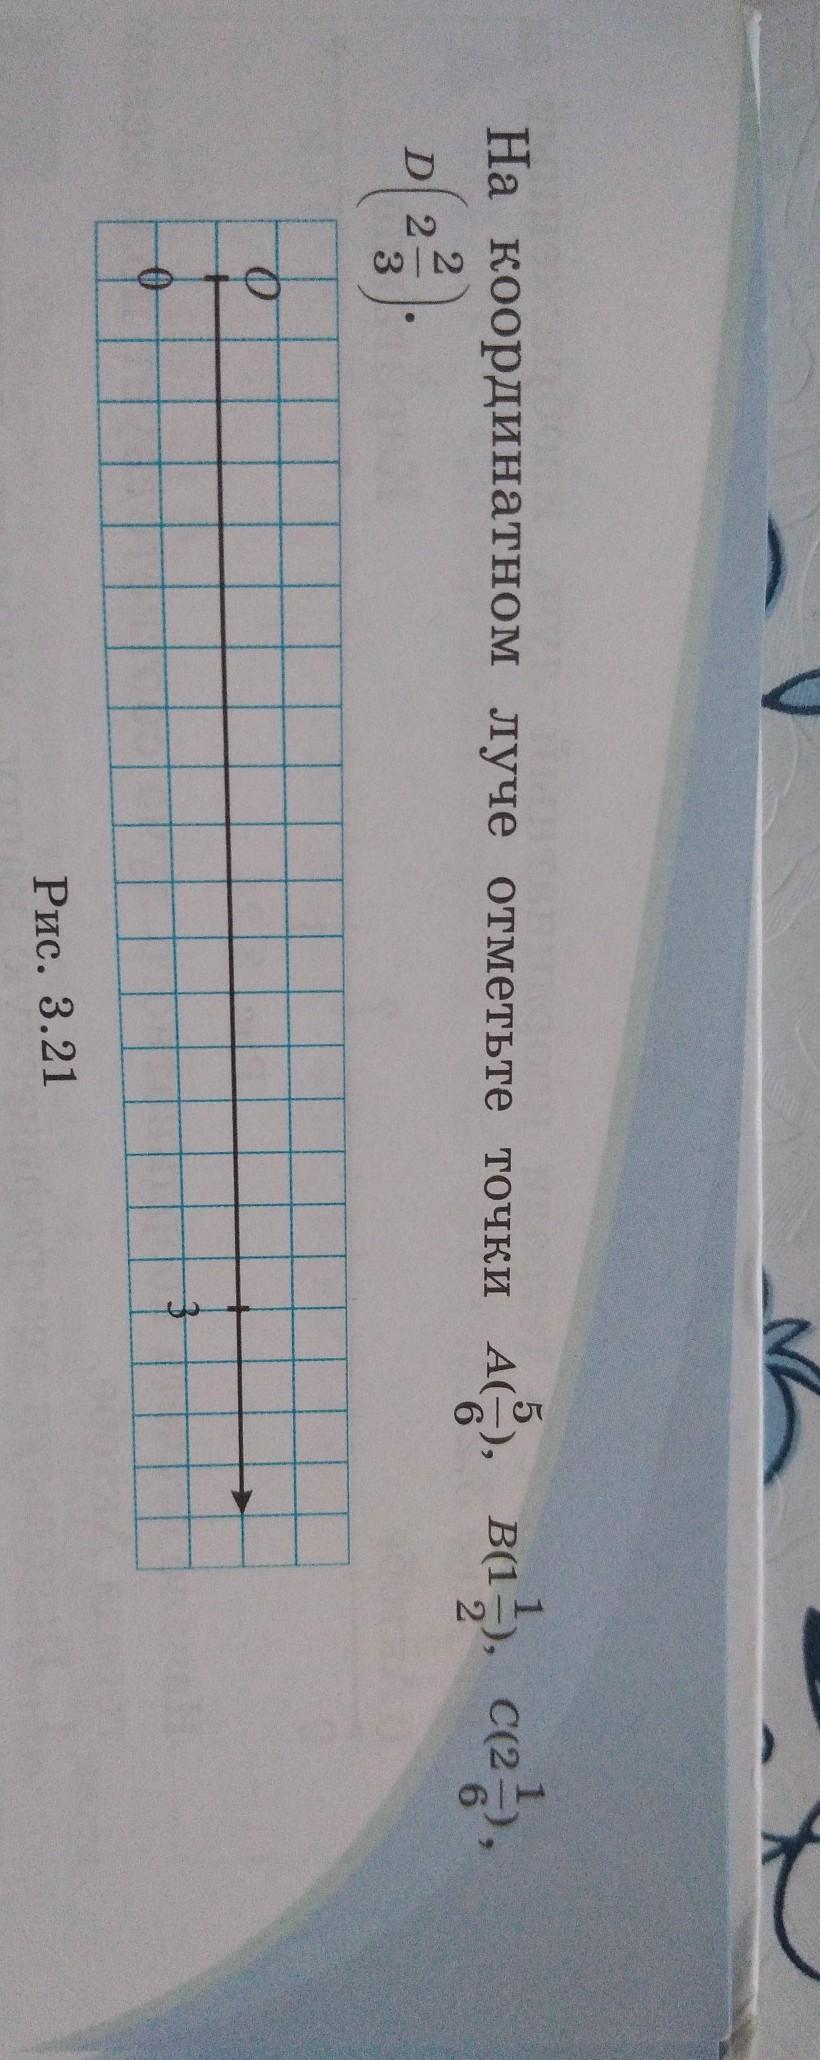 На координатном луче отметьте точки A(5/6), B(1 1/2), C(2 1/6),
D(2 2/3).
O
0 3
Рис. 3.21